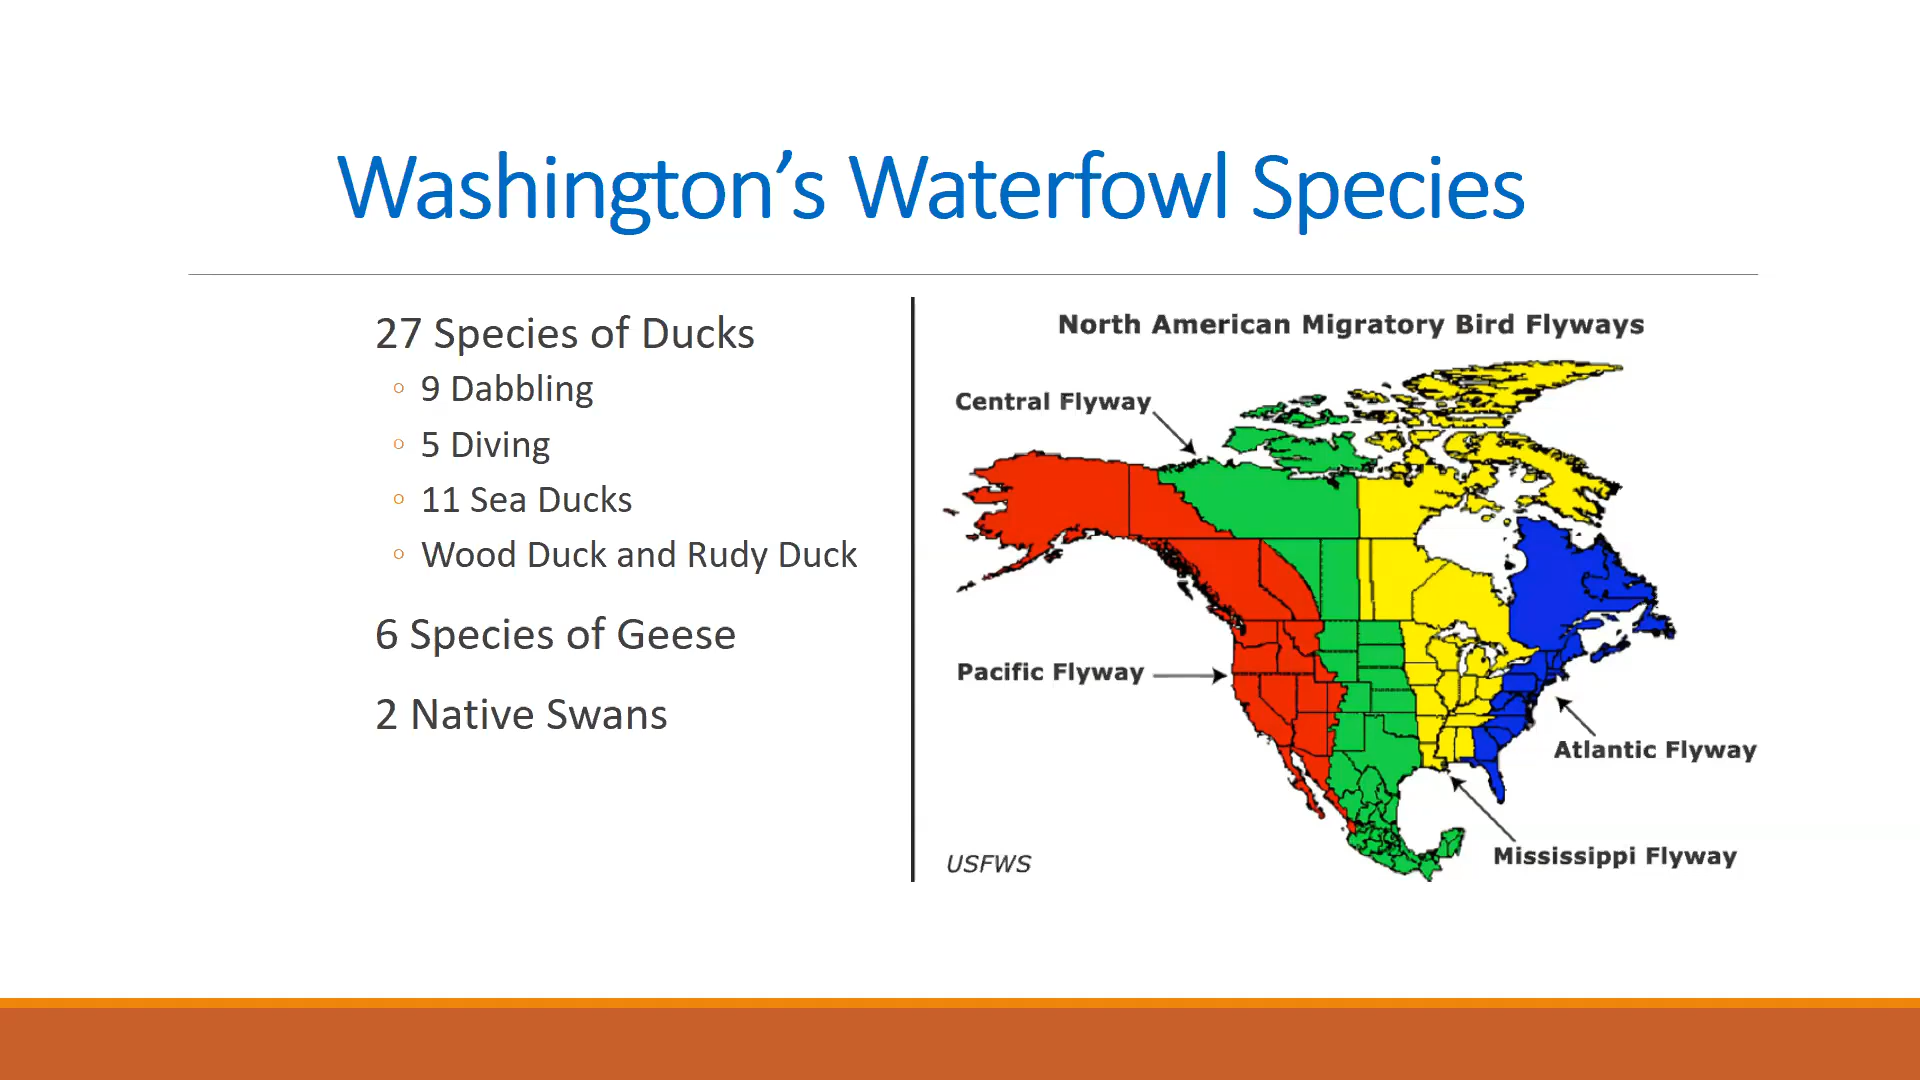 Washington’s Waterfowl Species
27 Species of Ducks
◦ 9 Dabbling
◦ 5 Diving
◦ 11 Sea Ducks
◦ Wood Duck and Rudy Duck
6 Species of Geese
2 Native Swans
North American Migratory Bird Flyways
Central Flyway
Pacific Flyway
Atlantic Flyway
Mississippi Flyway
USFWS